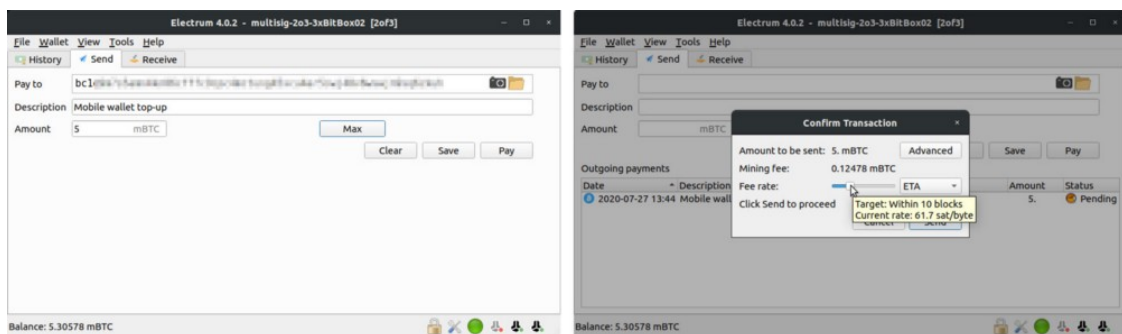 Electrum 4.0.2 - multisig-2o3-3xBitBox02 [2of3]
File Wallet View Tools Help
History Send Receive
Pay to bc1
Description Mobile wallet top-up
Amount 5 mBTC Max
Clear Save Pay
Balance: 5.30578 mBTC
Electrum 4.0.2 - multisig-2o3-3xBitBox02 [2of3]
File Wallet View Tools Help
History Send Receive
Pay to
Description
Amount mBTC
Save Pay
Outgoing payments
Date Description Amount Status
2020-07-27 13:44 Mobile wall 5. Pending
Confirm Transaction
Amount to be sent: 5. mBTC Advanced
Mining fee: 0.12478 mBTC
Fee rate: ETA
Click Send to proceed
Target: Within 10 blocks
Current rate: 61.7 sat/byte
Cancel Send
Balance: 5.30578 mBTC